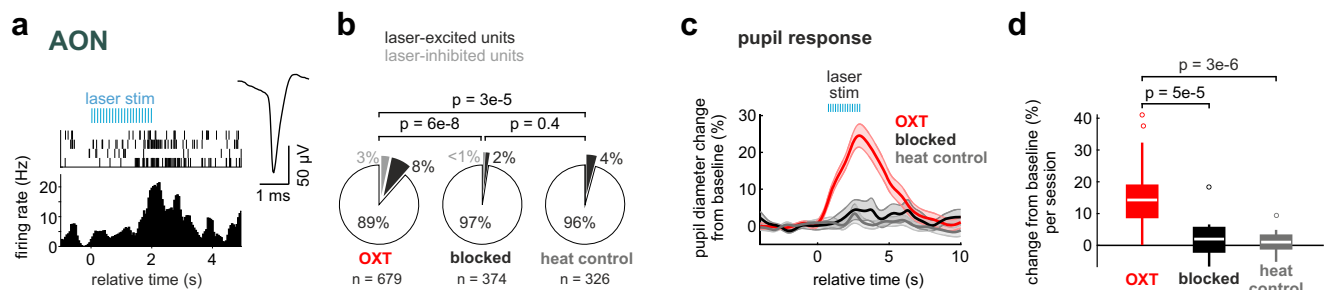 a
AON
laser stim
50 µV
1 ms
firing rate (Hz)
20
10
0
0
2
4
relative time (s)
b
laser-excited units
laser-inhibited units
p = 3e-5
p = 6e-8
p = 0.4
3%
8%
89%
OXT
n = 679
<1%
2%
97%
blocked
n = 374
4%
96%
heat control
n = 326
c
pupil response
laser
stim
OXT
blocked
heat control
pupil diameter change
from baseline (%)
30
20
10
0
0
5
10
relative time (s)
d
p = 3e-6
p = 5e-5
change from baseline (%)
per session
40
30
20
10
0
OXT
blocked
heat
control